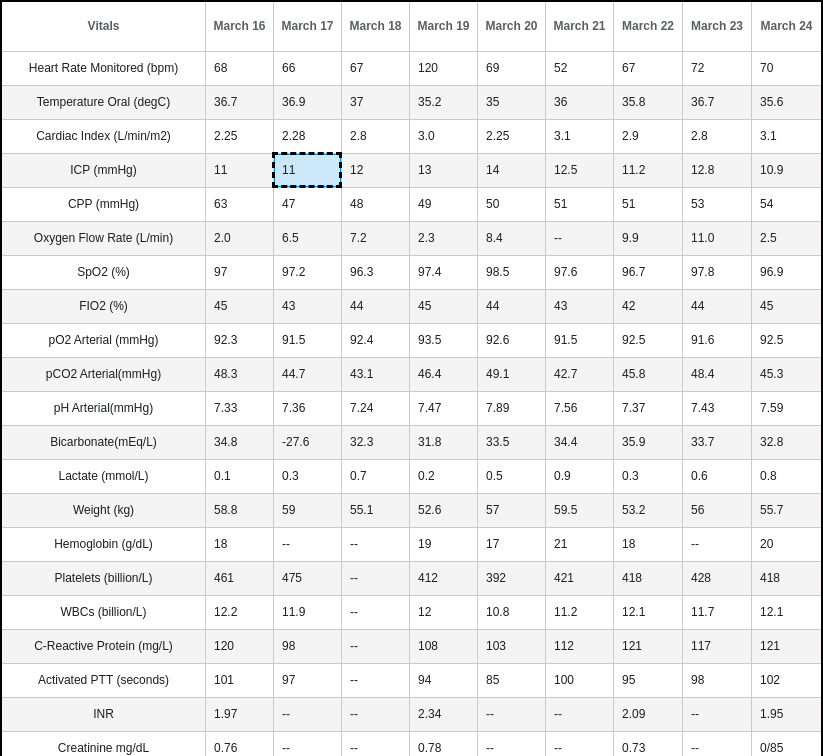 Vitals March 16 March 17 March 18 March 19 March 20 March 21 March 22 March 23 March 24
Heart Rate Monitored (bpm) 68 66 67 120 69 52 67 72 70
Temperature Oral (degC) 36.7 36.9 37 35.2 35 36 35.8 36.7 35.6
Cardiac Index (L/min/m2) 2.25 2.28 2.8 3.0 2.25 3.1 2.9 2.8 3.1
ICP (mmHg) 11 11 12 13 14 12.5 11.2 12.8 10.9
CPP (mmHg) 63 47 48 49 50 51 51 53 54
Oxygen Flow Rate (L/min) 2.0 6.5 7.2 2.3 8.4 -- 9.9 11.0 2.5
SpO2 (%) 97 97.2 96.3 97.4 98.5 97.6 96.7 97.8 96.9
FIO2 (%) 45 43 44 45 44 43 42 44 45
pO2 Arterial (mmHg) 92.3 91.5 92.4 93.5 92.6 91.5 92.5 91.6 92.5
pCO2 Arterial(mmHg) 48.3 44.7 43.1 46.4 49.1 42.7 45.8 48.4 45.3
pH Arterial(mmHg) 7.33 7.36 7.24 7.47 7.89 7.56 7.37 7.43 7.59
Bicarbonate(mEq/L) 34.8 -27.6 32.3 31.8 33.5 34.4 35.9 33.7 32.8
Lactate (mmol/L) 0.1 0.3 0.7 0.2 0.5 0.9 0.3 0.6 0.8
Weight (kg) 58.8 59 55.1 52.6 57 59.5 53.2 56 55.7
Hemoglobin (g/dL) 18 -- -- 19 17 21 18 -- 20
Platelets (billion/L) 461 475 -- 412 392 421 418 428 418
WBCs (billion/L) 12.2 11.9 -- 12 10.8 11.2 12.1 11.7 12.1
C-Reactive Protein (mg/L) 120 98 -- 108 103 112 121 117 121
Activated PTT (seconds) 101 97 -- 94 85 100 95 98 102
INR 1.97 -- -- 2.34 -- -- 2.09 -- 1.95
Creatinine mg/dL 0.76 -- -- 0.78 -- -- 0.73 -- 0/85